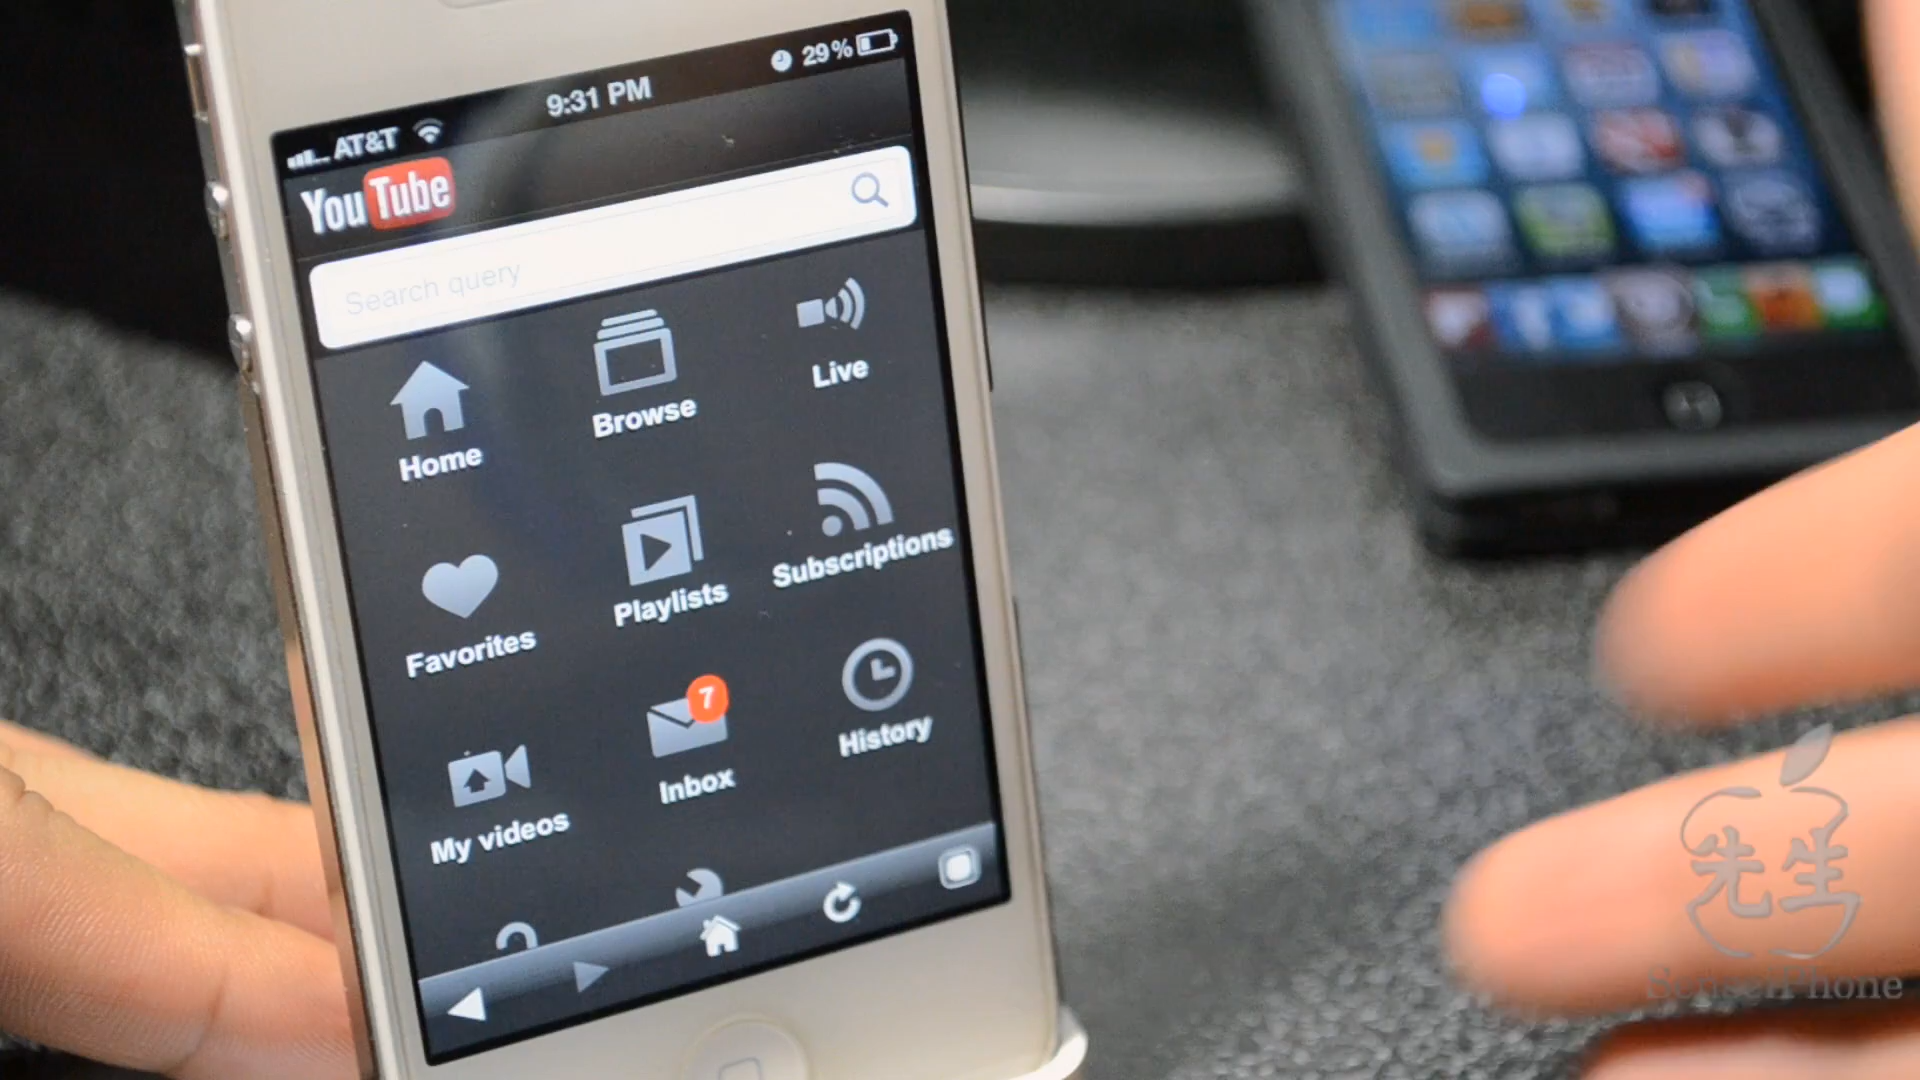 AT&T 9:31 PM 29%
YouTube
Search query
Home Browse Live
Favorites Playlists Subscriptions
My videos Inbox 7 History
先生
SenseiPhone